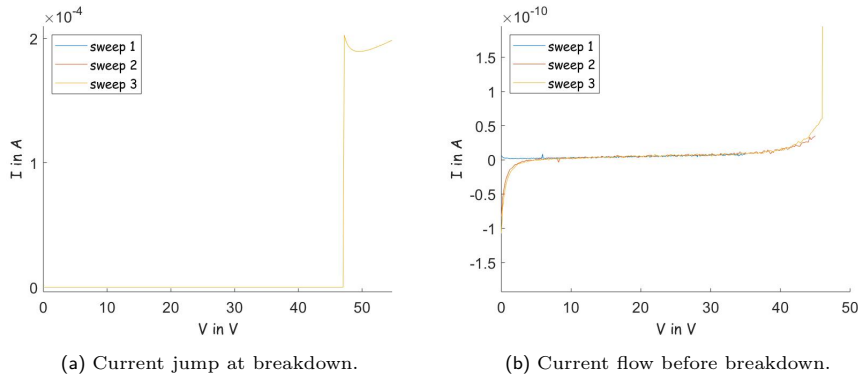 ×10⁻⁴
2
1
0
I in A
sweep 1
sweep 2
sweep 3
0
10
20
30
40
50
V in V
(a) Current jump at breakdown.
×10⁻¹⁰
1.5
1
0.5
0
-0.5
-1
-1.5
I in A
sweep 1
sweep 2
sweep 3
0
10
20
30
40
50
V in V
(b) Current flow before breakdown.